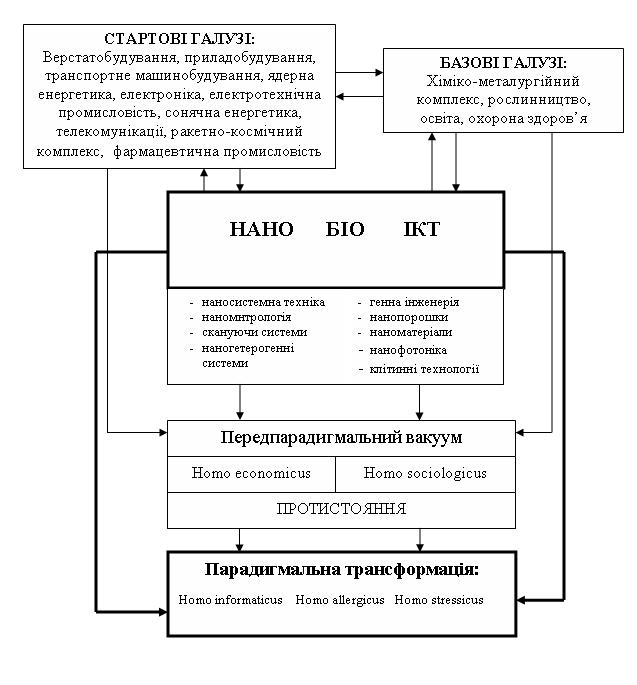 СТАРТОВІ ГАЛУЗІ:
Верстатобудування, приладобудування,
транспортне машинобудування, ядерна
енергетика, електроніка, електротехнічна
промисловість, сонячна енергетика,
телекомунікації, ракетно-космічний
комплекс, фармацевтична промисловість
БАЗОВІ ГАЛУЗІ:
Хіміко-металургійний
комплекс, рослинництво,
освіта, охорона здоров’я
НАНО БІО ІКТ
- наносистемна техніка
- наномнтрологія
- скануючи системи
- наногетерогенні
системи
- генна інженерія
- нанопорошки
- наноматеріали
- нанофотоніка
- клітинні технології
Передпарадигмальний вакуум
Homo economicus
Homo sociologicus
ПРОТИСТОЯННЯ
Парадигмальна трансформація:
Homo informaticus Homo allergicus Homo stressicus